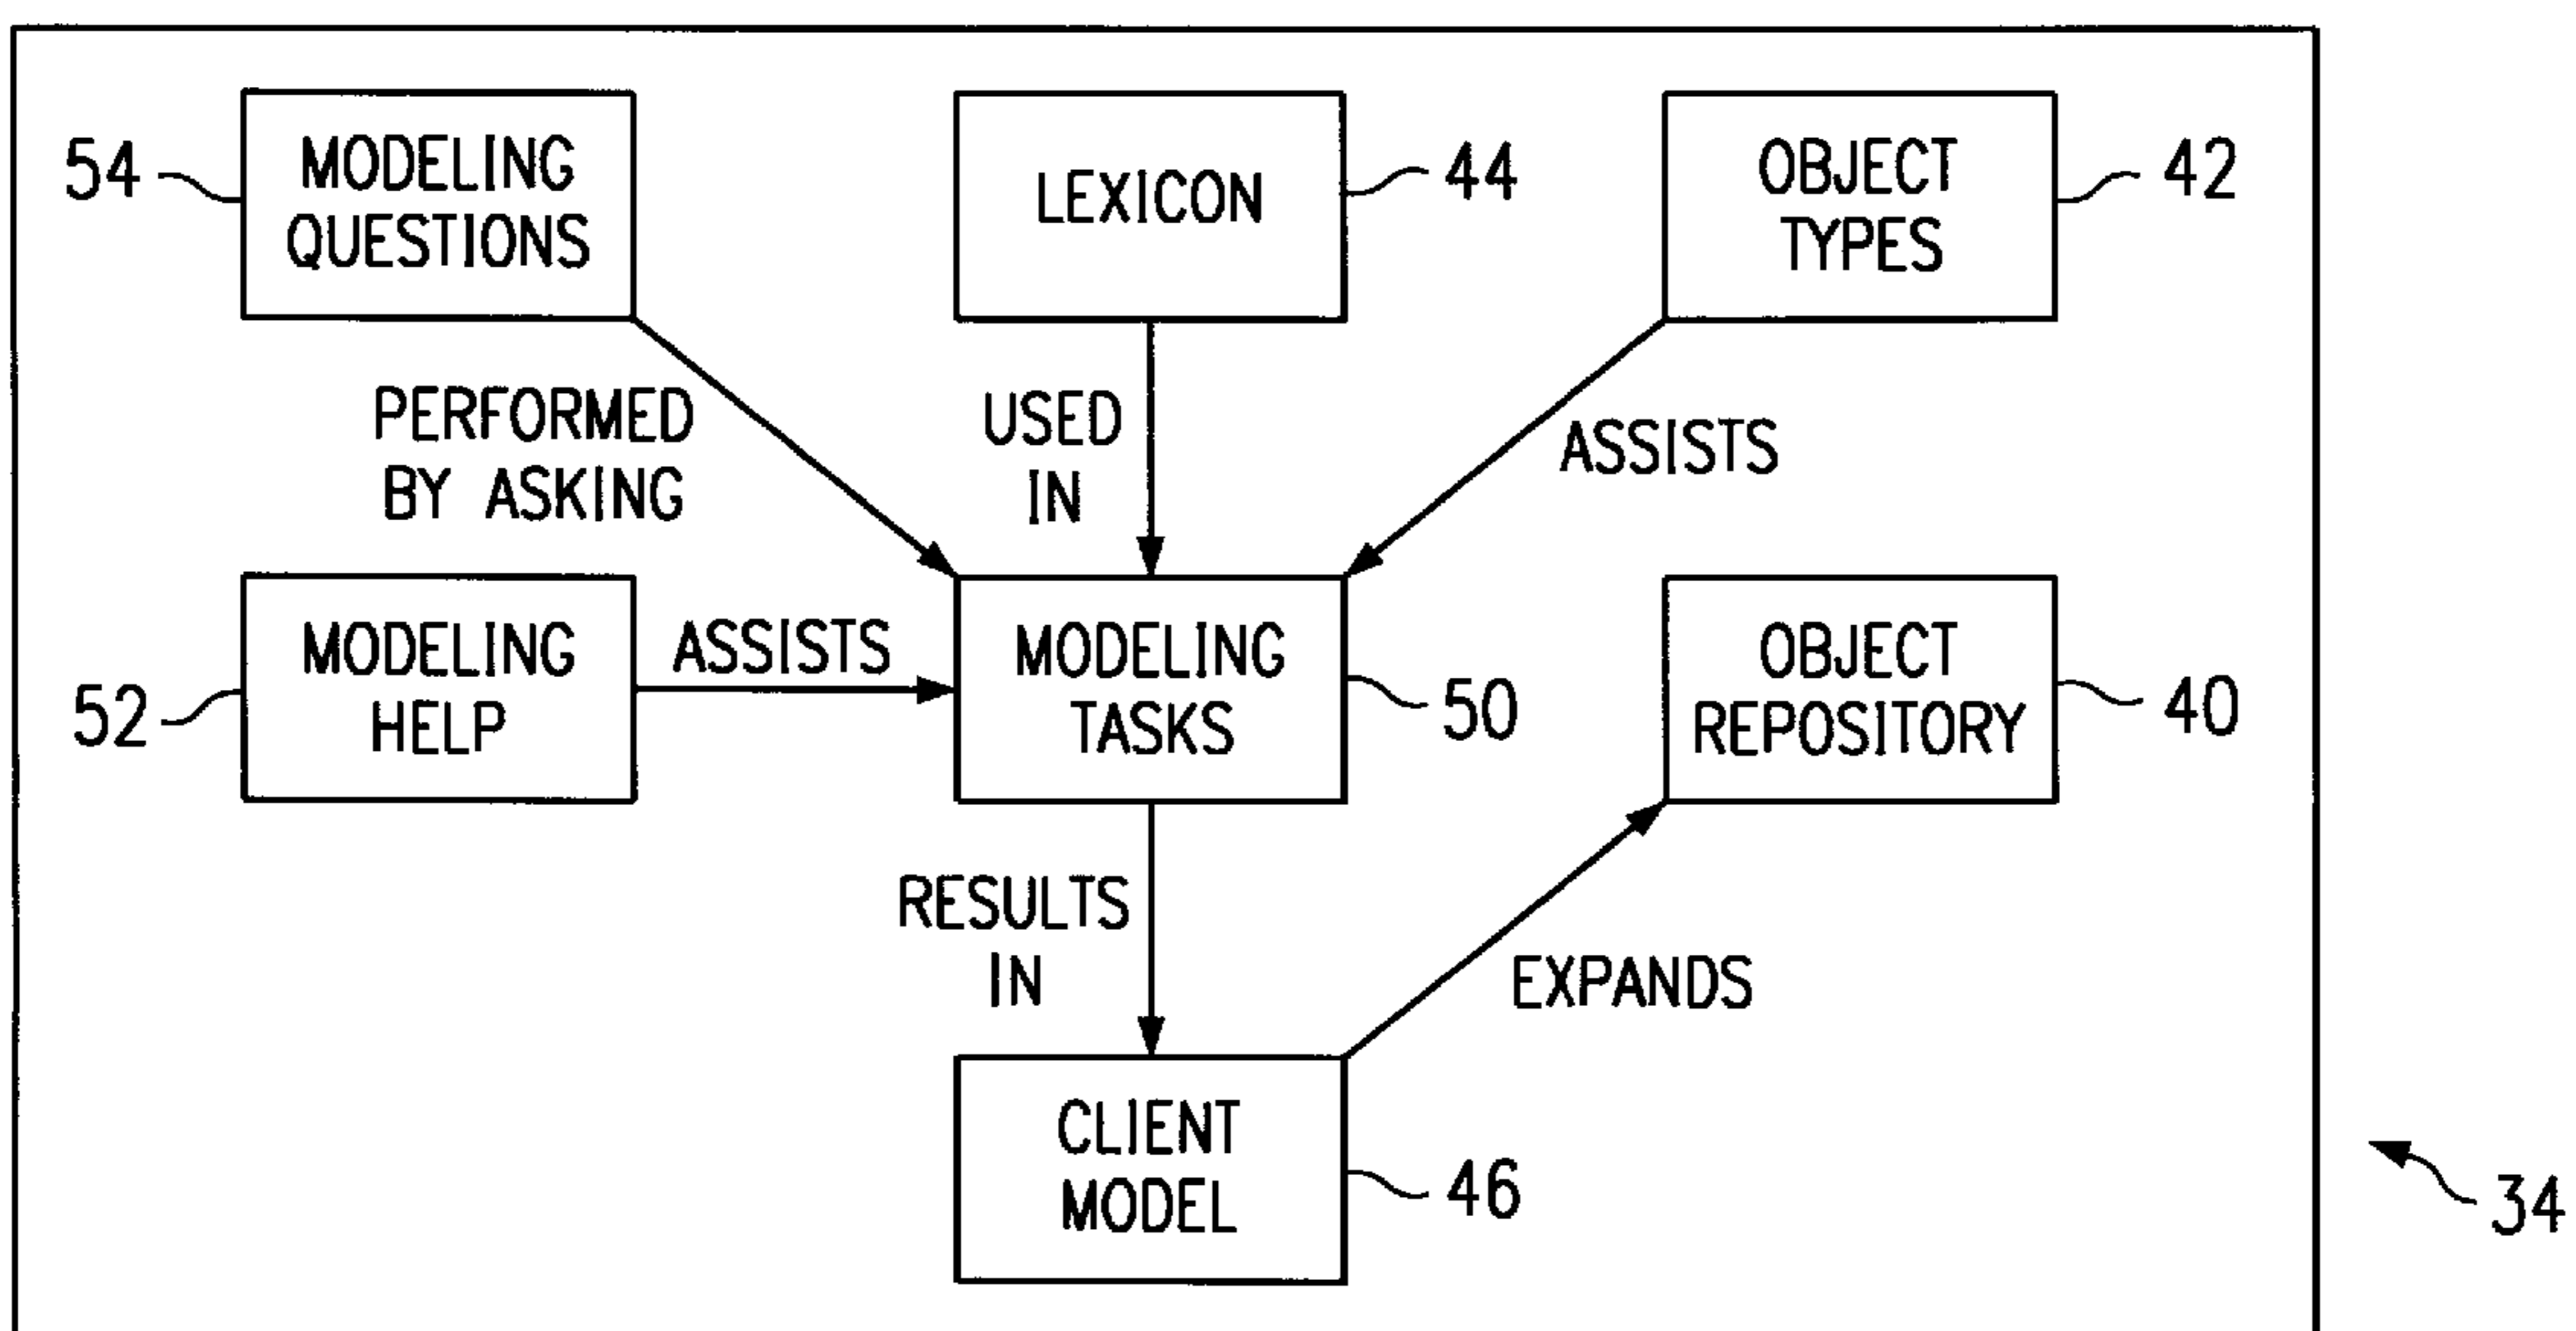 54
MODELING
QUESTIONS
LEXICON
44
OBJECT
TYPES
42
PERFORMED
BY ASKING
USED
IN
ASSISTS
52
MODELING
HELP
ASSISTS
MODELING
TASKS
50
OBJECT
REPOSITORY
40
RESULTS
IN
EXPANDS
CLIENT
MODEL
46
34